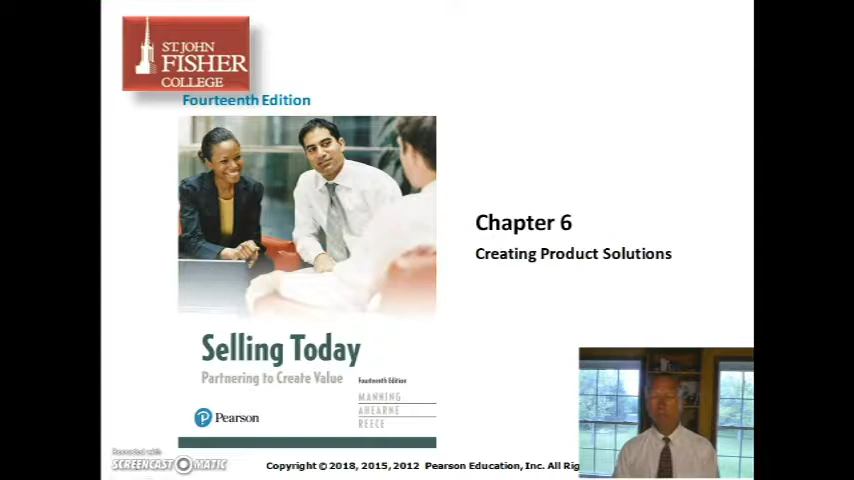 ST. JOHN
FISHER
COLLEGE
Fourteenth Edition
Chapter 6
Creating Product Solutions
Selling Today
Partnering to Create Value
Fourteenth Edition
MANNING
AHEARNE
REECE
Pearson
Recorded with
SCREENCAST-O-MATIC
Copyright © 2018, 2015, 2012 Pearson Education, Inc. All Rig